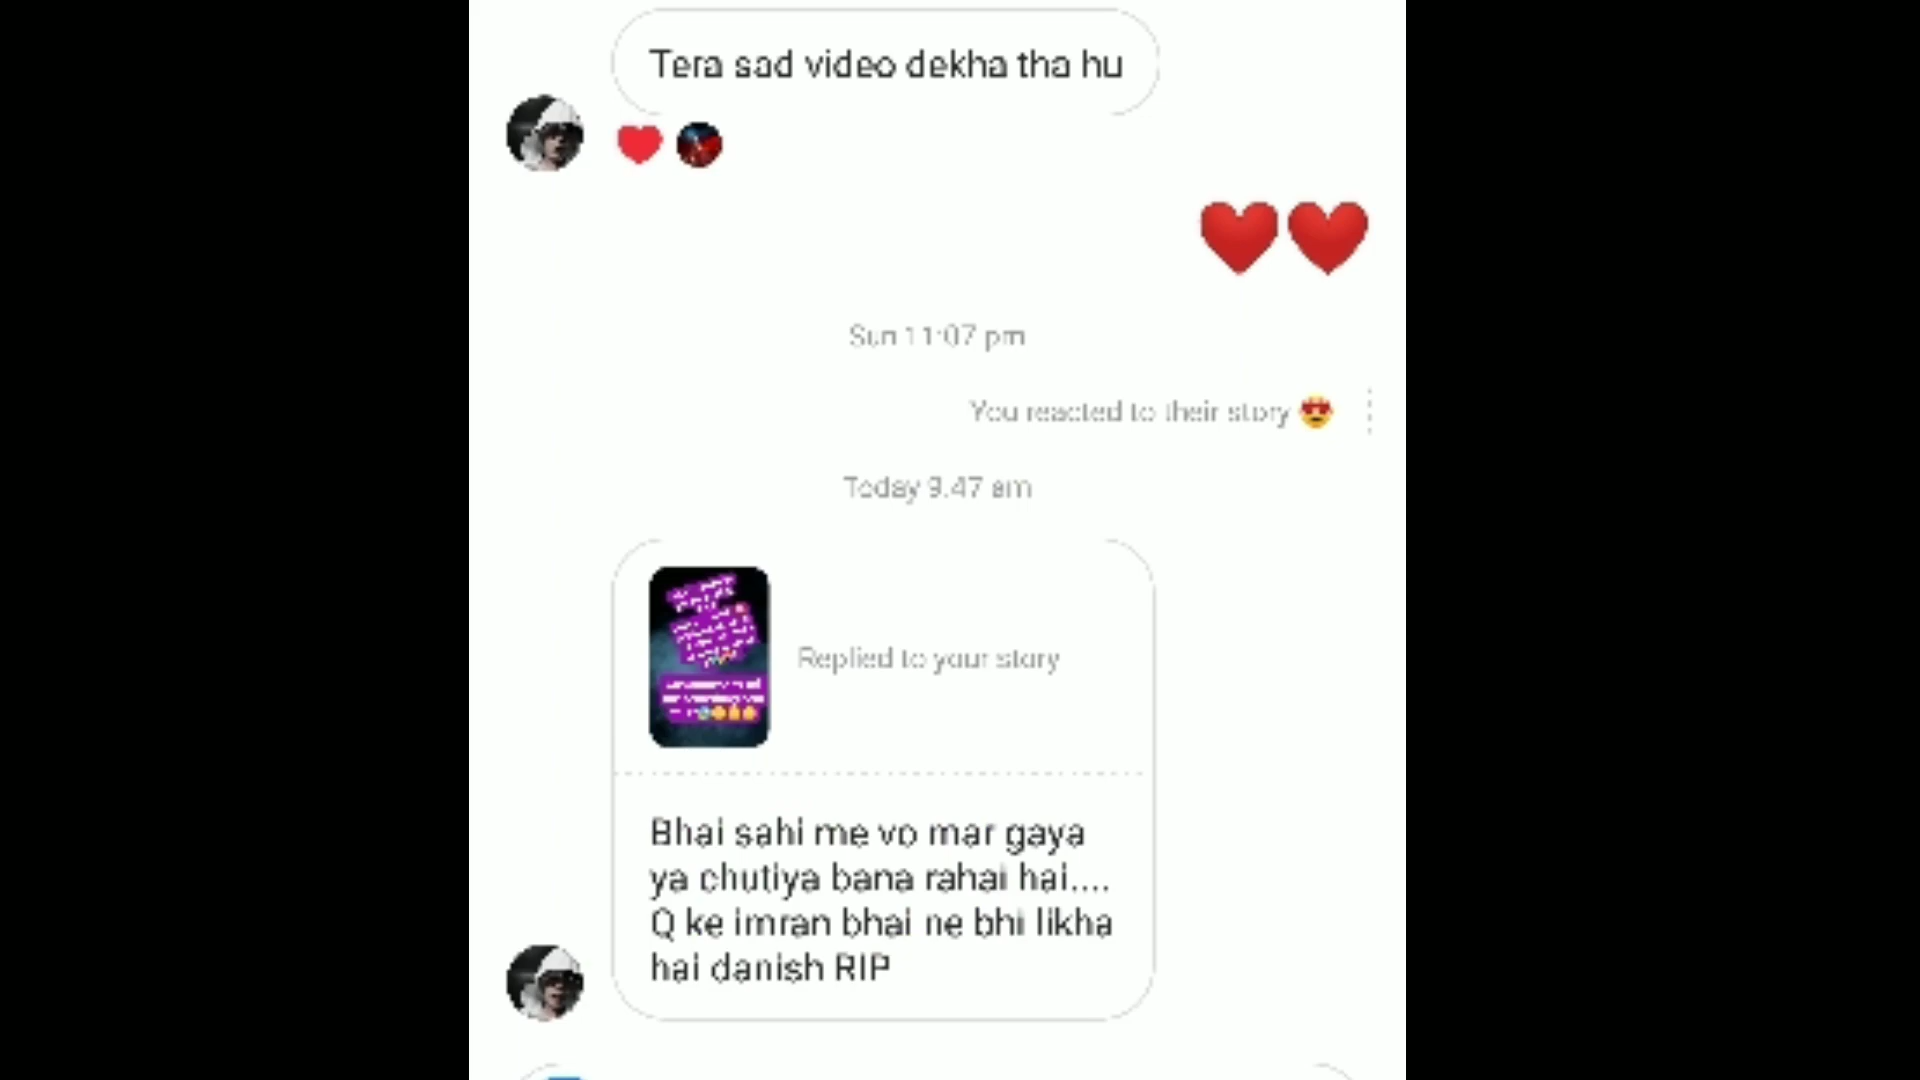 Tera sad video dekha tha hu
❤️
❤️❤️
Sun 11:07 pm
You reacted to their story 😍
Today 9:47 am
Replied to your story
Bhai sahi me vo mar gaya
ya chutiya bana rahai hai....
Q ke imran bhai ne bhi likha
hai danish RIP